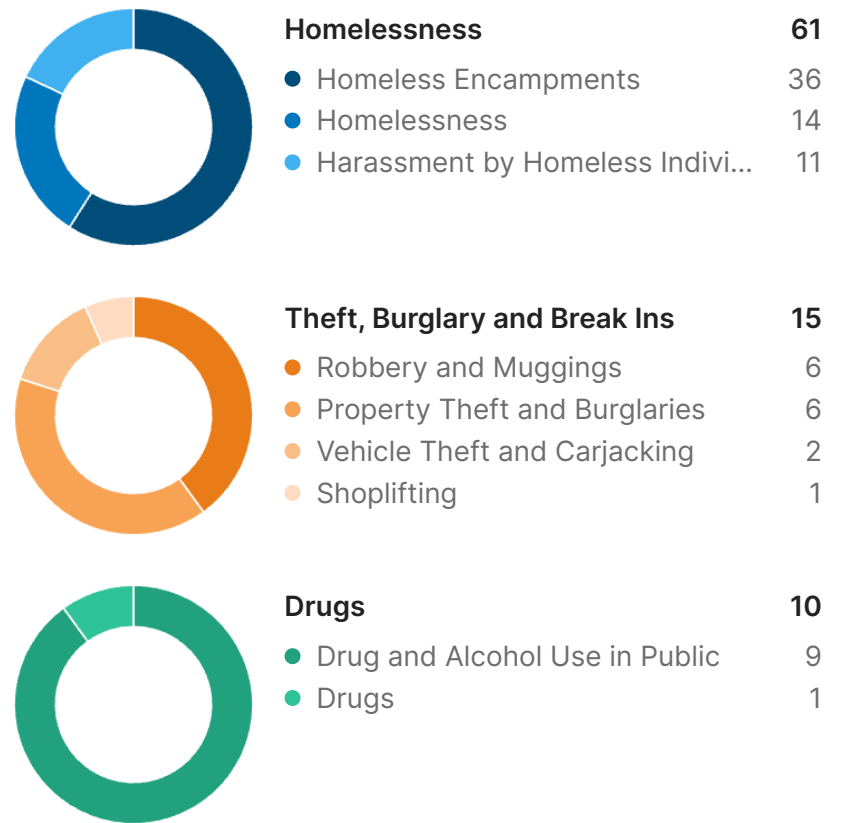 Homelessness 61
Homeless Encampments 36
Homelessness 14
Harassment by Homeless Indivi... 11
Theft, Burglary and Break Ins 15
Robbery and Muggings 6
Property Theft and Burglaries 6
Vehicle Theft and Carjacking 2
Shoplifting 1
Drugs 10
Drug and Alcohol Use in Public 9
Drugs 1